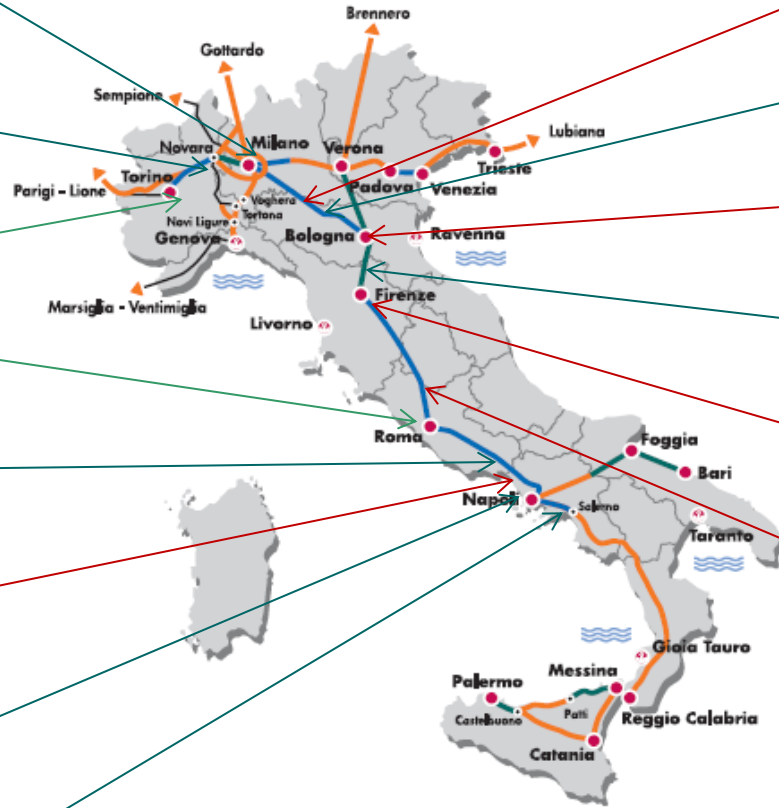 Brennero
Gottardo
Sempione
Lubiana
Novara
Milano
Verona
Trieste
Parigi - Lione
Torino
Padova
Venezia
Voghera
Tortona
Novi Ligure
Genova
Bologna
Ravenna
Marsiglia - Ventimiglia
Firenze
Livorno
Roma
Foggia
Bari
Napoli
Salerno
Taranto
Gioia Tauro
Messina
Palermo
Patti
Castelbuono
Reggio Calabria
Catania